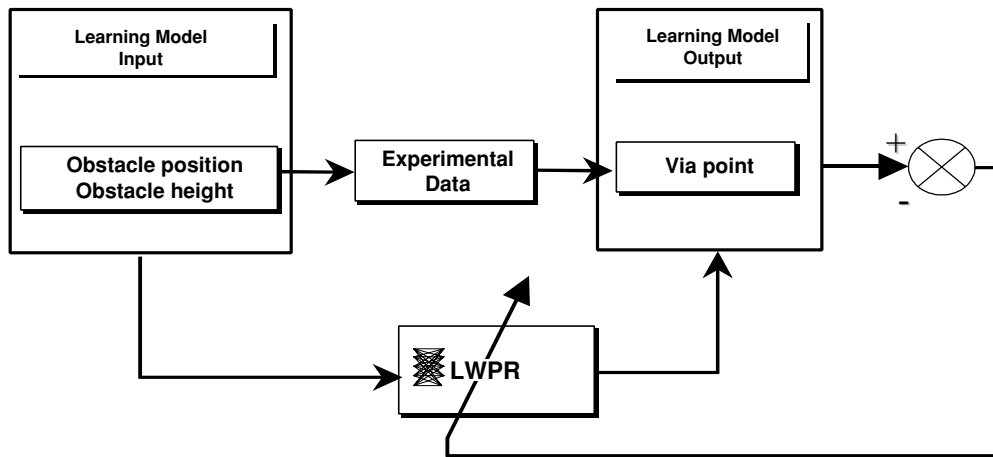 Learning Model
Input
Learning Model
Output
Obstacle position
Obstacle height
Experimental
Data
Via point
+
-
LWPR